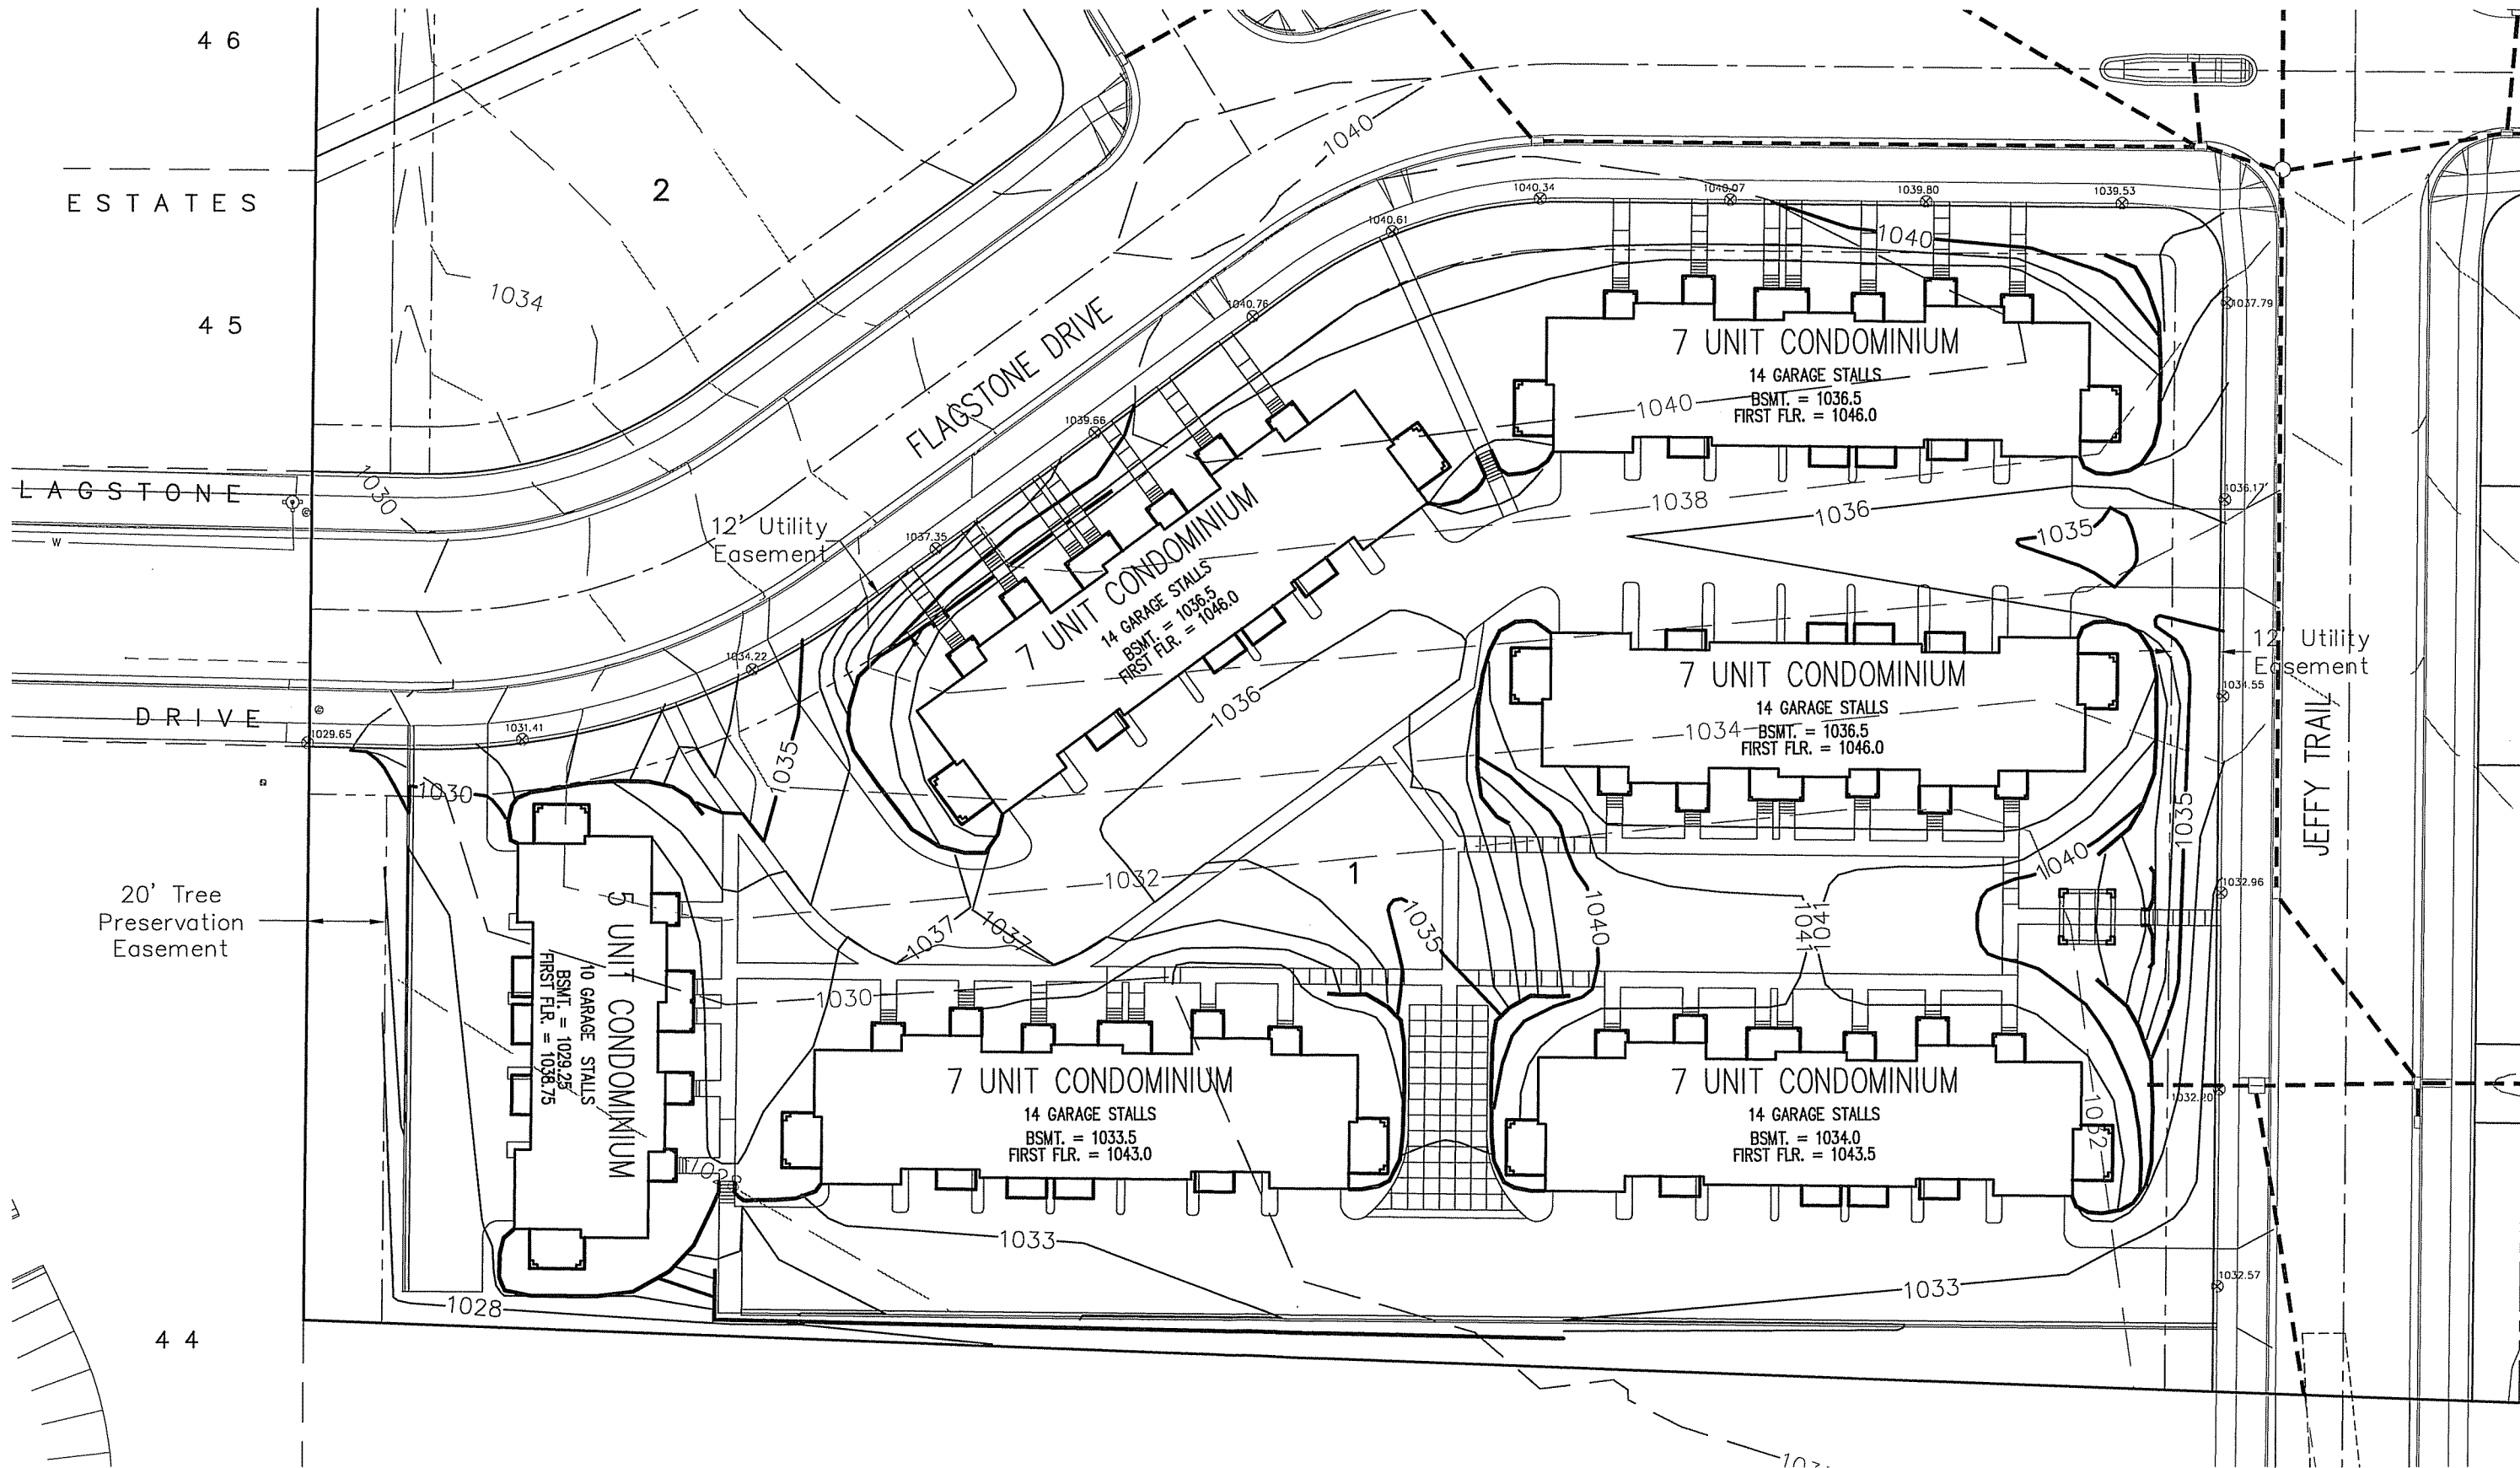 4 6
ESTATES
2
4 5
1034
1040
FLAGSTONE DRIVE
1040.34
1040.07
1039.80
1039.53
1040.61
1040
1040.76
1037.79
7 UNIT CONDOMINIUM
14 GARAGE STALLS
BSMT. = 1036.5
FIRST FLR. = 1046.0
1040
1039.66
LAGSTONE
1030
W
12' Utility
Easement
1037.35
7 UNIT CONDOMINIUM
14 GARAGE STALLS
BSMT. = 1036.5
FIRST FLR. = 1046.0
1038
1036
1036.17
1035
12' Utility
Easement
1034.22
7 UNIT CONDOMINIUM
14 GARAGE STALLS
1034
BSMT. = 1036.5
FIRST FLR. = 1046.0
1034.55
JEFFY TRAIL
DRIVE
1029.65
1031.41
1035
1036
1030
1035
1040
1032
1
1032.96
20' Tree
Preservation
Easement
5 UNIT CONDOMINIUM
10 GARAGE STALLS
BSMT. = 1029.25
FIRST FLR. = 1038.75
1037
1037
1035
1040
1041
1041
1030
7 UNIT CONDOMINIUM
14 GARAGE STALLS
BSMT. = 1033.5
FIRST FLR. = 1043.0
7 UNIT CONDOMINIUM
14 GARAGE STALLS
BSMT. = 1034.0
FIRST FLR. = 1043.5
1032
1032.20
1033
1033
1032.57
1028
4 4